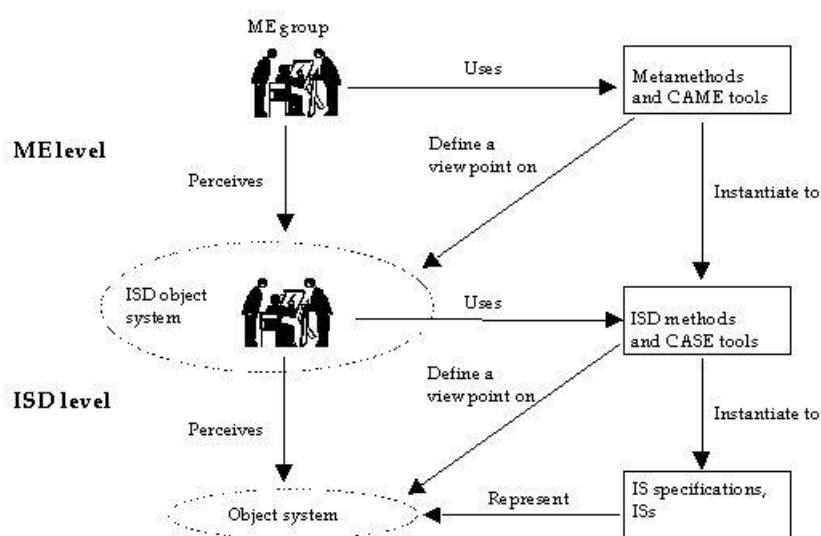 ME group
Uses
Metamethods
and CAME tools
ME level
Define a
view point on
Perceives
Instantiate to
ISD object
system
Uses
ISD methods
and CASE tools
Define a
view point on
ISD level
Instantiate to
Perceives
IS specifications,
ISs
Represent
Object system